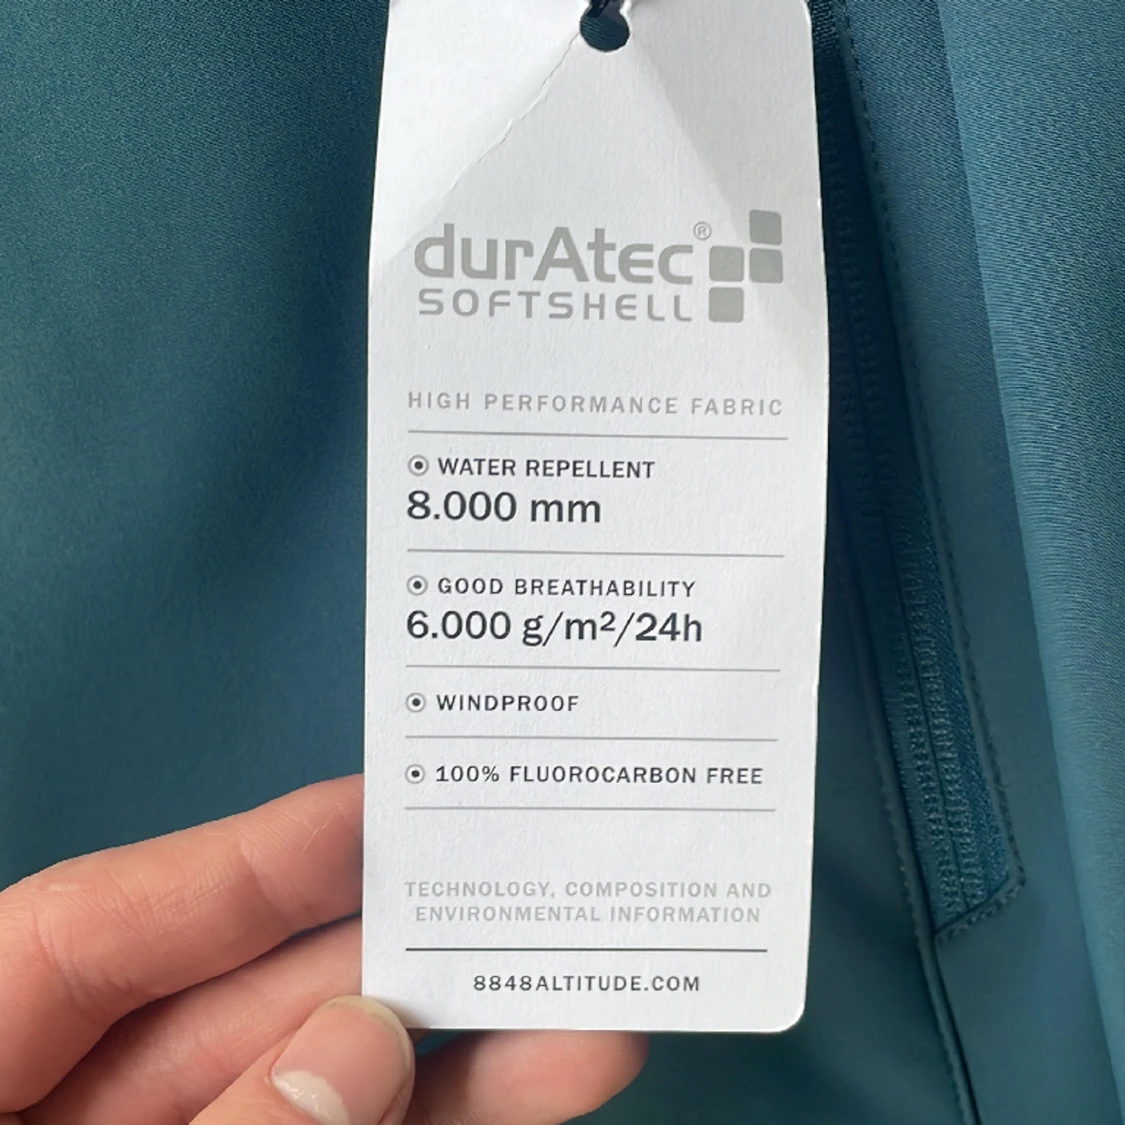 durAtec®
SOFTSHELL
HIGH PERFORMANCE FABRIC
WATER REPELLENT
8.000 mm
GOOD BREATHABILITY
6.000 g/m²/24h
WINDPROOF
100% FLUOROCARBON FREE
TECHNOLOGY, COMPOSITION AND
ENVIRONMENTAL INFORMATION
8848ALTITUDE.COM